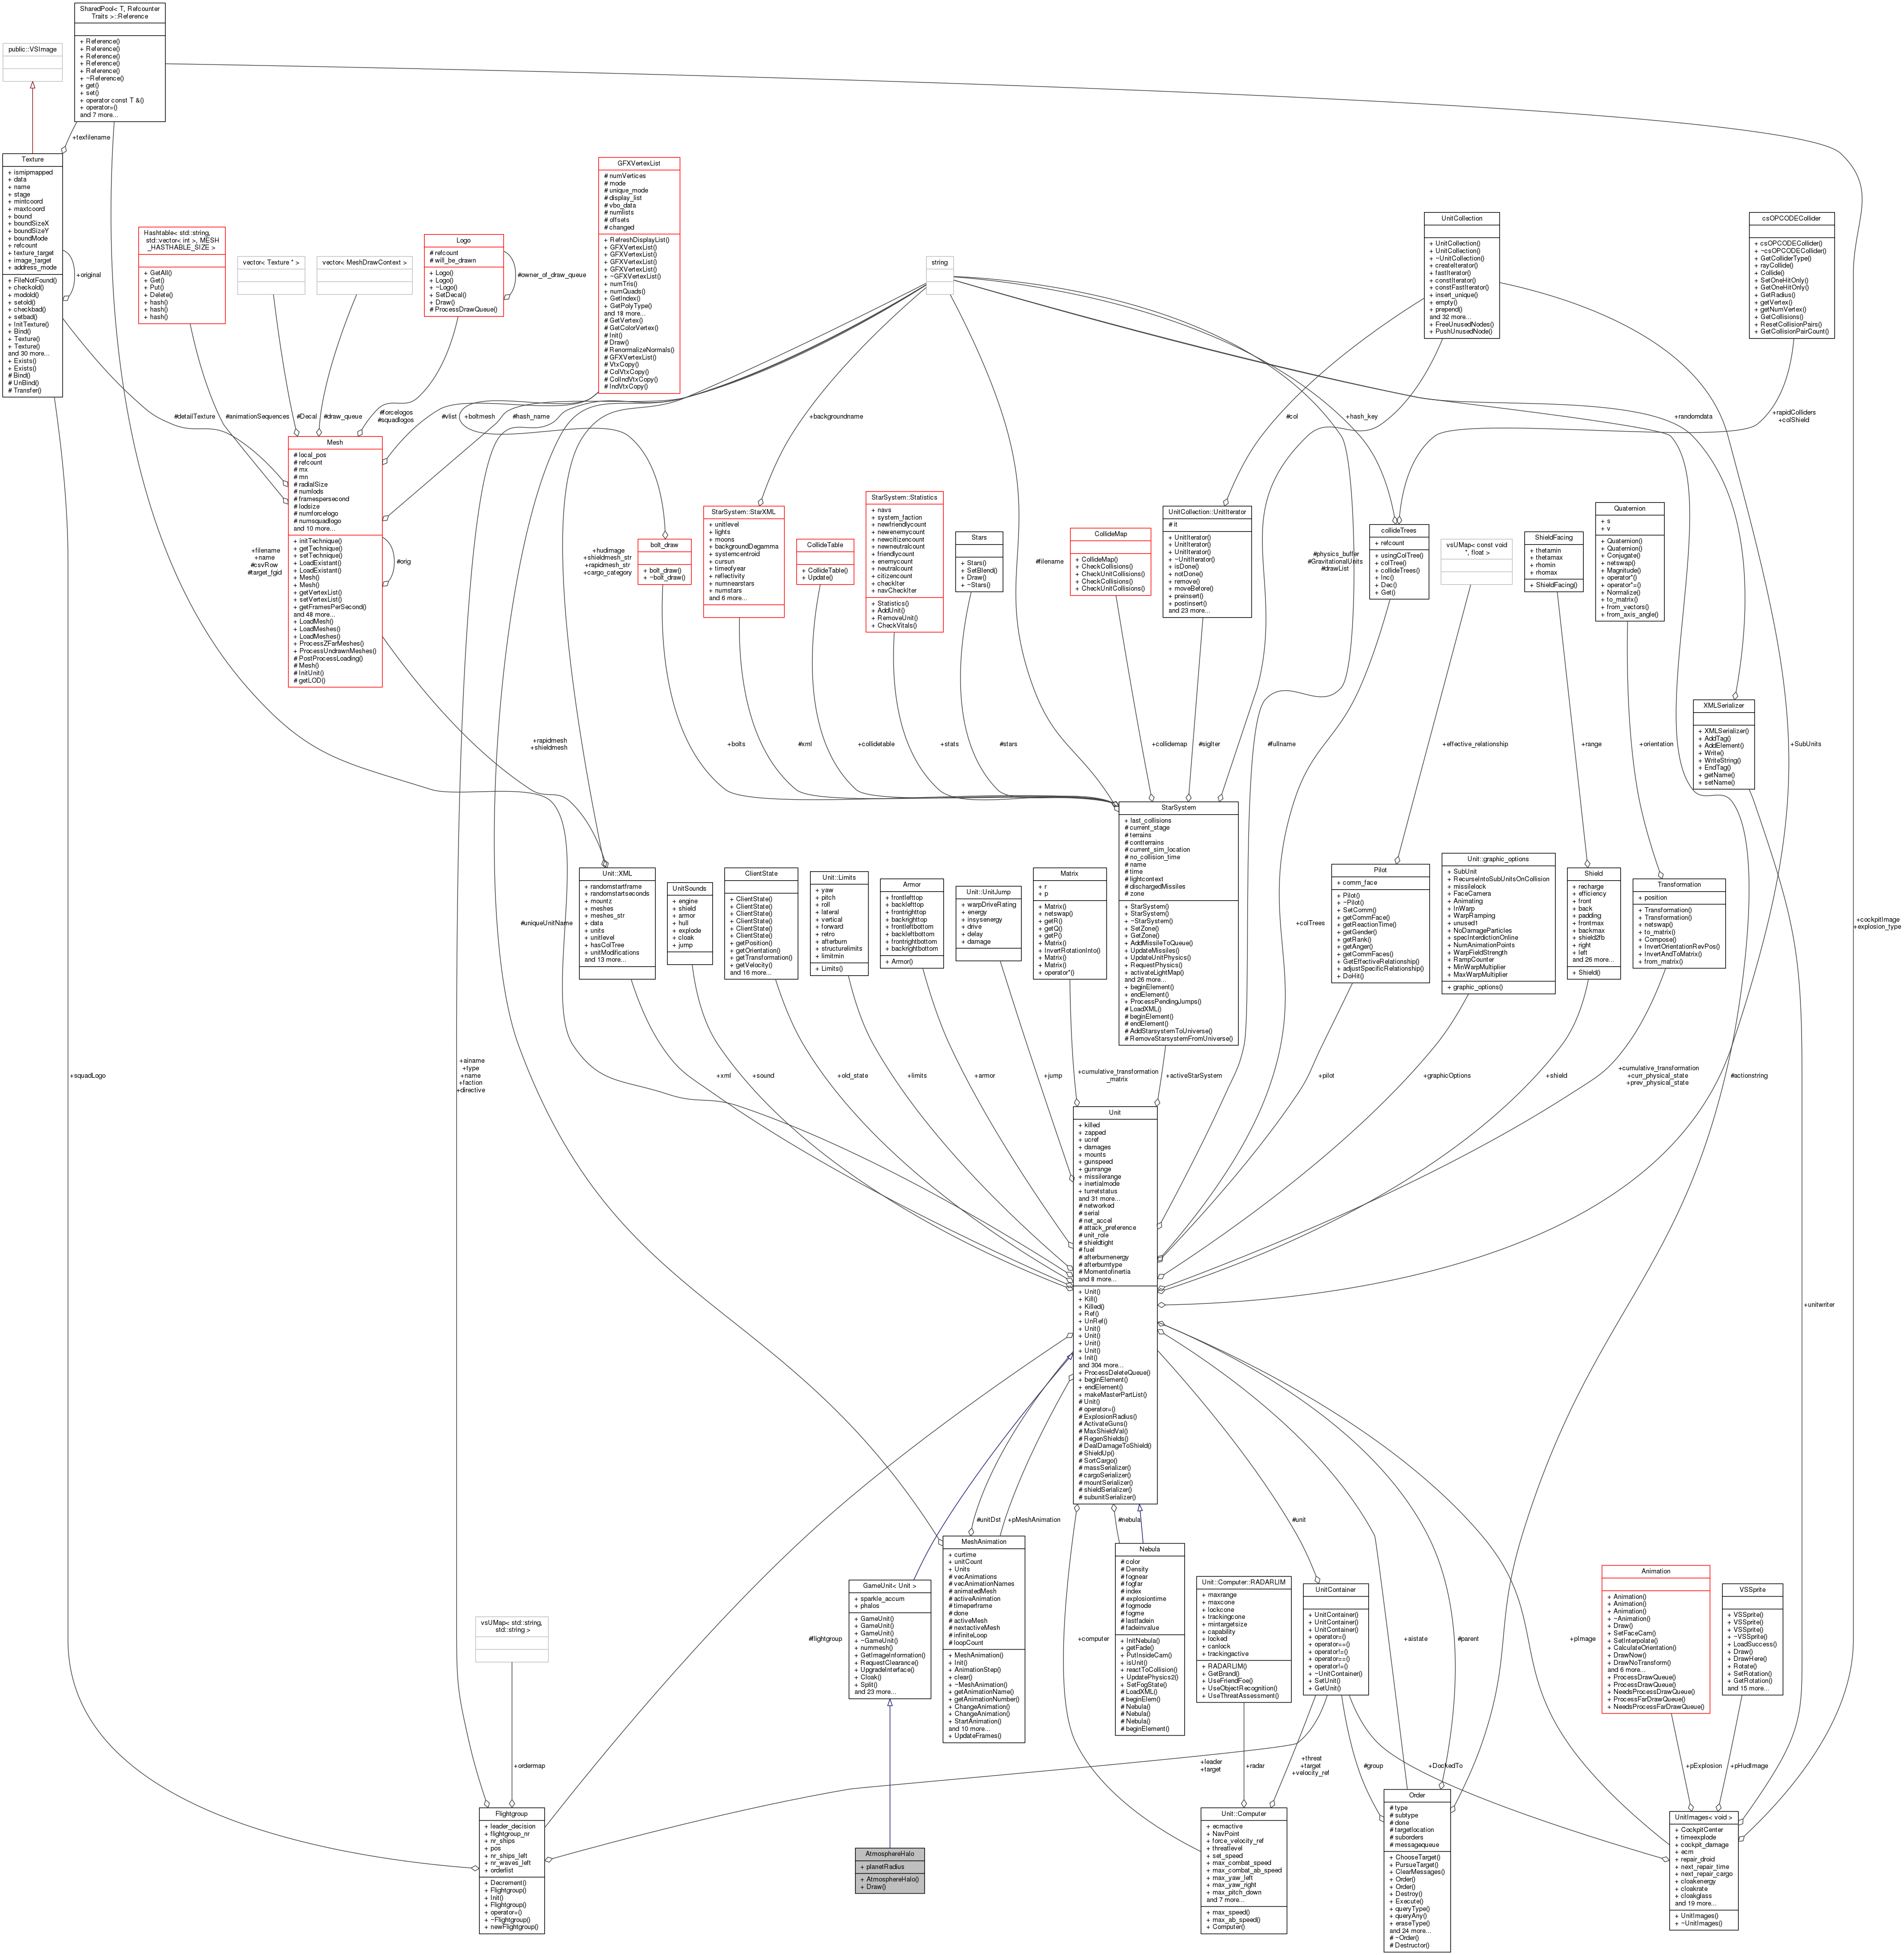 SharedPool< T, Refcounter
Traits >::Reference
+ Reference()
+ Reference()
+ Reference()
+ Reference()
+ Reference()
+ ~Reference()
+ get()
+ set()
+ operator const T &()
+ operator=()
and 7 more...
public::VSImage
+texfilename
Texture
+ ismipmapped
+ data
+ name
+ stage
+ mintcoord
+ maxtcoord
+ bound
+ boundSizeX
+ boundSizeY
+ boundMode
+ refcount
+ texture_target
+ image_target
+ address_mode
+ FileNotFound()
+ checkold()
+ modold()
+ setold()
+ checkbad()
+ setbad()
+ InitTexture()
+ Bind()
+ Texture()
+ Texture()
and 30 more...
+ Exists()
+ Exists()
# Bind()
# UnBind()
# Transfer()
+original
Hashtable< std::string,
std::vector< int >, MESH
_HASTHABLE_SIZE >
+ GetAll()
+ Get()
+ Put()
+ Delete()
+ hash()
+ hash()
+ hash()
vector< Texture * >
vector< MeshDrawContext >
Logo
# refcount
# will_be_drawn
+ Logo()
+ Logo()
+ ~Logo()
+ SetDecal()
+ Draw()
# ProcessDrawQueue()
#owner_of_draw_queue
GFXVertexList
# numVertices
# mode
# unique_mode
# display_list
# vbo_data
# numlists
# offsets
# changed
+ RefreshDisplayList()
+ GFXVertexList()
+ GFXVertexList()
+ GFXVertexList()
+ GFXVertexList()
+ ~GFXVertexList()
+ numTris()
+ numQuads()
+ GetIndex()
+ GetPolyType()
and 18 more...
# GetVertex()
# GetColorVertex()
# Init()
# Draw()
# RenormalizeNormals()
# GFXVertexList()
# VtxCopy()
# ColVtxCopy()
# ColIndVtxCopy()
# IndVtxCopy()
string
UnitCollection
+ UnitCollection()
+ UnitCollection()
+ ~UnitCollection()
+ createIterator()
+ fastIterator()
+ constIterator()
+ constFastIterator()
+ insert_unique()
+ empty()
+ prepend()
and 32 more...
+ FreeUnusedNodes()
+ PushUnusedNode()
csOPCODECollider
+ csOPCODECollider()
+ ~csOPCODECollider()
+ GetColliderType()
+ rayCollide()
+ Collide()
+ SetOneHitOnly()
+ GetOneHitOnly()
+ GetRadius()
+ getVertex()
+ getNumVertex()
+ GetCollisions()
+ ResetCollisionPairs()
+ GetCollisionPairCount()
#detailTexture
#animationSequences
#Decal
#draw_queue
#forcelogos
#squadlogos
#vlist
+boltmesh
#hash_name
+backgroundname
#col
+hash_key
+randomdata
+rapidColliders
+colShield
Mesh
# local_pos
# refcount
# mx
# mn
# radialSize
# numlods
# framespersecond
# lodsize
# numforcelogo
# numsquadlogo
and 10 more...
+ initTechnique()
+ getTechnique()
+ setTechnique()
+ LoadExistant()
+ LoadExistant()
+ Mesh()
+ Mesh()
+ getVertexList()
+ setVertexList()
+ getFramesPerSecond()
and 48 more...
+ LoadMesh()
+ LoadMeshes()
+ LoadMeshes()
+ ProcessZFarMeshes()
+ ProcessUndrawnMeshes()
# PostProcessLoading()
# Mesh()
# InitUnit()
# getLOD()
#orig
+filename
+name
#csvRow
#target_fgid
+hudimage
+shieldmesh_str
+rapidmesh_str
+cargo_category
bolt_draw
+ bolt_draw()
+ ~bolt_draw()
StarSystem::StarXML
+ unitlevel
+ lights
+ moons
+ backgroundDegamma
+ systemcentroid
+ cursun
+ timeofyear
+ reflectivity
+ numnearstars
+ numstars
and 6 more...
CollideTable
+ CollideTable()
+ Update()
StarSystem::Statistics
+ navs
+ system_faction
+ newfriendlycount
+ newenemycount
+ newcitizencount
+ newneutralcount
+ friendlycount
+ enemycount
+ neutralcount
+ citizencount
+ checkIter
+ navCheckIter
+ Statistics()
+ AddUnit()
+ RemoveUnit()
+ CheckVitals()
Stars
+ Stars()
+ SetBlend()
+ Draw()
+ ~Stars()
#filename
CollideMap
+ CollideMap()
+ CheckCollisions()
+ CheckUnitCollisions()
+ CheckCollisions()
+ CheckUnitCollisions()
UnitCollection::UnitIterator
# it
+ UnitIterator()
+ UnitIterator()
+ UnitIterator()
+ ~UnitIterator()
+ isDone()
+ notDone()
+ remove()
+ moveBefore()
+ preinsert()
+ postinsert()
and 23 more...
#physics_buffer
#GravitationalUnits
#drawList
collideTrees
+ refcount
+ usingColTree()
+ colTree()
+ collideTrees()
+ Inc()
+ Dec()
+ Get()
vsUMap< const void
*, float >
ShieldFacing
+ thetamin
+ thetamax
+ rhomin
+ rhomax
+ ShieldFacing()
Quaternion
+ s
+ v
+ Quaternion()
+ Quaternion()
+ Conjugate()
+ netswap()
+ Magnitude()
+ operator*()
+ operator*=()
+ Normalize()
+ to_matrix()
+ from_vectors()
+ from_axis_angle()
XMLSerializer
+ XMLSerializer()
+ AddTag()
+ AddElement()
+ Write()
+ WriteString()
+ EndTag()
+ getName()
+ setName()
+rapidmesh
+shieldmesh
+bolts
#xml
+collidetable
+stats
#stars
+collidemap
#sigIter
#fullname
+effective_relationship
+range
+orientation
+SubUnits
StarSystem
+ last_collisions
# current_stage
# terrains
# contterrains
# current_sim_location
# no_collision_time
# name
# time
# lightcontext
# dischargedMissiles
# zone
+ StarSystem()
+ StarSystem()
+ ~StarSystem()
+ SetZone()
+ GetZone()
+ AddMissileToQueue()
+ UpdateMissiles()
+ UpdateUnitPhysics()
+ RequestPhysics()
+ activateLightMap()
and 26 more...
+ beginElement()
+ endElement()
+ ProcessPendingJumps()
# LoadXML()
# beginElement()
# endElement()
# AddStarsystemToUniverse()
# RemoveStarsystemFromUniverse()
#uniqueUnitName
Unit::XML
+ randomstartframe
+ randomstartseconds
+ mountz
+ meshes
+ meshes_str
+ data
+ units
+ unitlevel
+ hasColTree
+ unitModifications
and 13 more...
UnitSounds
+ engine
+ shield
+ armor
+ hull
+ explode
+ cloak
+ jump
ClientState
+ ClientState()
+ ClientState()
+ ClientState()
+ ClientState()
+ ClientState()
+ ClientState()
+ getPosition()
+ getOrientation()
+ getTransformation()
+ getVelocity()
and 16 more...
Unit::Limits
+ yaw
+ pitch
+ roll
+ lateral
+ vertical
+ forward
+ retro
+ afterburn
+ structurelimits
+ limitmin
+ Limits()
Armor
+ frontlefttop
+ backlefttop
+ frontrighttop
+ backrighttop
+ frontleftbottom
+ backleftbottom
+ frontrightbottom
+ backrightbottom
+ Armor()
Unit::UnitJump
+ warpDriveRating
+ energy
+ insysenergy
+ drive
+ delay
+ damage
Matrix
+ r
+ p
+ Matrix()
+ netswap()
+ getR()
+ getQ()
+ getP()
+ Matrix()
+ InvertRotationInto()
+ Matrix()
+ Matrix()
+ operator*()
+colTrees
Pilot
+ comm_face
+ Pilot()
+ ~Pilot()
+ SetComm()
+ getCommFace()
+ getReactionTime()
+ getGender()
+ getRank()
+ getAnger()
+ getCommFaces()
+ GetEffectiveRelationship()
+ adjustSpecificRelationship()
+ DoHit()
Unit::graphic_options
+ SubUnit
+ RecurseIntoSubUnitsOnCollision
+ missilelock
+ FaceCamera
+ Animating
+ InWarp
+ WarpRamping
+ unused1
+ NoDamageParticles
+ specInterdictionOnline
+ NumAnimationPoints
+ WarpFieldStrength
+ RampCounter
+ MinWarpMultiplier
+ MaxWarpMultiplier
+ graphic_options()
Shield
+ recharge
+ efficiency
+ front
+ back
+ padding
+ frontmax
+ backmax
+ shield2fb
+ right
+ left
and 26 more...
+ Shield()
Transformation
+ position
+ Transformation()
+ Transformation()
+ netswap()
+ to_matrix()
+ Compose()
+ InvertOrientationRevPos()
+ InvertAndToMatrix()
+ from_matrix()
+cockpitImage
+explosion_type
+squadLogo
+ainame
+type
+name
+faction
+directive
+xml
+sound
+old_state
+limits
+armor
+jump
+cumulative_transformation
_matrix
+activeStarSystem
+pilot
+graphicOptions
+shield
+cumulative_transformation
+curr_physical_state
+prev_physical_state
#actionstring
Unit
+ killed
+ zapped
+ ucref
+ damages
+ mounts
+ gunspeed
+ gunrange
+ missilerange
+ inertialmode
+ turretstatus
and 31 more...
# networked
# serial
# net_accel
# attack_preference
# unit_role
# shieldtight
# fuel
# afterburnenergy
# afterburntype
# Momentofinertia
and 8 more...
+ Unit()
+ Kill()
+ Killed()
+ Ref()
+ UnRef()
+ Unit()
+ Unit()
+ Unit()
+ Unit()
+ Init()
and 304 more...
+ ProcessDeleteQueue()
+ beginElement()
+ endElement()
+ makeMasterPartList()
# Unit()
# operator=()
# ExplosionRadius()
# ActivateGuns()
# MaxShieldVal()
# RegenShields()
# DealDamageToShield()
# ShieldUp()
# SortCargo()
# massSerializer()
# cargoSerializer()
# mountSerializer()
# shieldSerializer()
# subunitSerializer()
+unitwriter
#unitDst
+pMeshAnimation
#nebula
#unit
MeshAnimation
+ curtime
+ unitCount
+ Units
# vecAnimations
# vecAnimationNames
# animatedMesh
# activeAnimation
# timeperframe
# done
# activeMesh
# nextactiveMesh
# infiniteLoop
# loopCount
+ MeshAnimation()
+ Init()
+ AnimationStep()
+ clear()
+ ~MeshAnimation()
+ getAnimationName()
+ getAnimationNumber()
+ ChangeAnimation()
+ ChangeAnimation()
+ StartAnimation()
and 10 more...
+ UpdateFrames()
Nebula
# color
# Density
# fognear
# fogfar
# index
# explosiontime
# fogmode
# fogme
# lastfadein
# fadeinvalue
+ InitNebula()
+ getFade()
+ PutInsideCam()
+ isUnit()
+ reactToCollision()
+ UpdatePhysics2()
+ SetFogState()
# LoadXML()
# beginElem()
# Nebula()
# Nebula()
# Nebula()
# beginElement()
Unit::Computer::RADARLIM
+ maxrange
+ maxcone
+ lockcone
+ trackingcone
+ mintargetsize
+ capability
+ locked
+ canlock
+ trackingactive
+ RADARLIM()
+ GetBrand()
+ UseFriendFoe()
+ UseObjectRecognition()
+ UseThreatAssessment()
UnitContainer
+ UnitContainer()
+ UnitContainer()
+ UnitContainer()
+ operator=()
+ operator==()
+ operator!=()
+ operator==()
+ operator!=()
+ ~UnitContainer()
+ SetUnit()
+ GetUnit()
GameUnit< Unit >
+ sparkle_accum
+ phalos
+ GameUnit()
+ GameUnit()
+ GameUnit()
+ ~GameUnit()
+ nummesh()
+ GetImageInformation()
+ RequestClearance()
+ UpgradeInterface()
+ Cloak()
+ Split()
and 23 more...
vsUMap< std::string,
std::string >
#flightgroup
+computer
+aistate
#parent
+pImage
Animation
+ Animation()
+ Animation()
+ Animation()
+ ~Animation()
+ Draw()
+ SetFaceCam()
+ SetInterpolate()
+ CalculateOrientation()
+ DrawNow()
+ DrawNoTransform()
and 6 more...
+ ProcessDrawQueue()
+ ProcessDrawQueue()
+ NeedsProcessDrawQueue()
+ ProcessFarDrawQueue()
+ NeedsProcessFarDrawQueue()
VSSprite
+ VSSprite()
+ VSSprite()
+ VSSprite()
+ ~VSSprite()
+ LoadSuccess()
+ Draw()
+ DrawHere()
+ Rotate()
+ SetRotation()
+ GetRotation()
and 15 more...
+ordermap
+leader
+target
+radar
+threat
+target
+velocity_ref
#group
+DockedTo
+pExplosion
+pHudImage
Flightgroup
+ leader_decision
+ flightgroup_nr
+ nr_ships
+ pos
+ nr_ships_left
+ nr_waves_left
+ orderlist
+ Decrement()
+ Flightgroup()
+ Init()
+ Flightgroup()
+ operator=()
+ ~Flightgroup()
+ newFlightgroup()
AtmosphereHalo
+ planetRadius
+ AtmosphereHalo()
+ Draw()
Unit::Computer
+ ecmactive
+ NavPoint
+ force_velocity_ref
+ threatlevel
+ set_speed
+ max_combat_speed
+ max_combat_ab_speed
+ max_yaw_left
+ max_yaw_right
+ max_pitch_down
and 7 more...
+ max_speed()
+ max_ab_speed()
+ Computer()
Order
# type
# subtype
# done
# targetlocation
# suborders
# messagequeue
+ ChooseTarget()
+ PursueTarget()
+ ClearMessages()
+ Order()
+ Order()
+ Destroy()
+ Execute()
+ queryType()
+ queryAny()
+ eraseType()
and 24 more...
# ~Order()
# Destructor()
UnitImages< void >
+ CockpitCenter
+ timeexplode
+ cockpit_damage
+ ecm
+ repair_droid
+ next_repair_time
+ next_repair_cargo
+ cloakenergy
+ cloakrate
+ cloakglass
and 19 more...
+ UnitImages()
+ ~UnitImages()